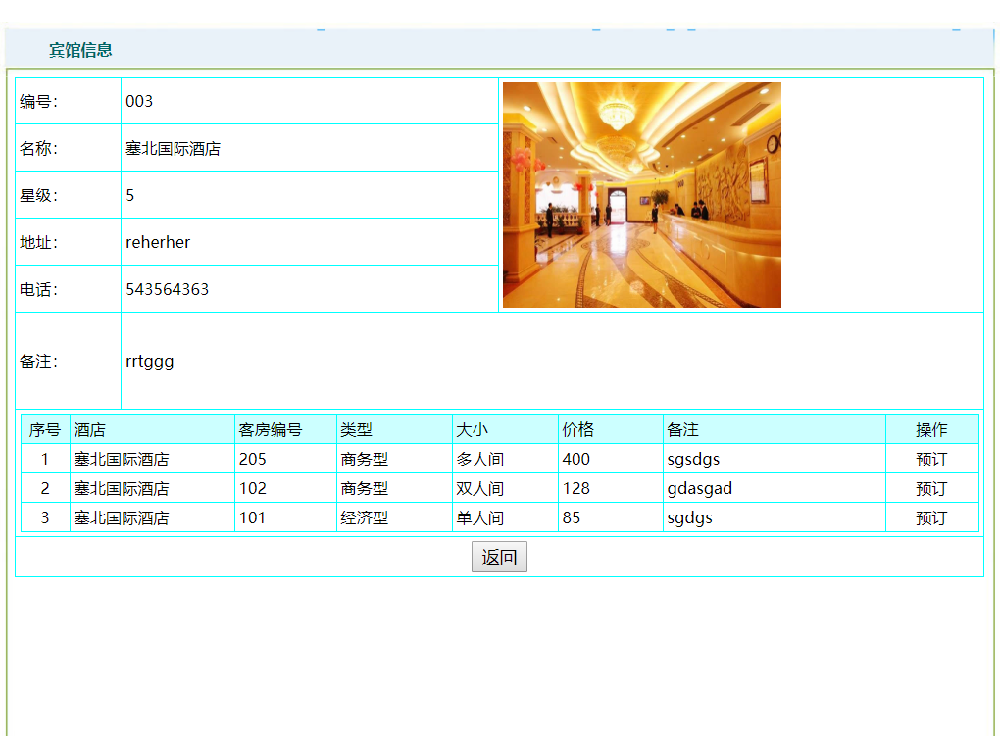 宾馆信息
编号： 003
名称： 塞北国际酒店
星级： 5
地址： reherher
电话： 543564363
备注： rrtggg
序号 酒店 客房编号 类型 大小 价格 备注 操作
1 塞北国际酒店 205 商务型 多人间 400 sgsdgs 预订
2 塞北国际酒店 102 商务型 双人间 128 gdasgad 预订
3 塞北国际酒店 101 经济型 单人间 85 sgdgs 预订
返回